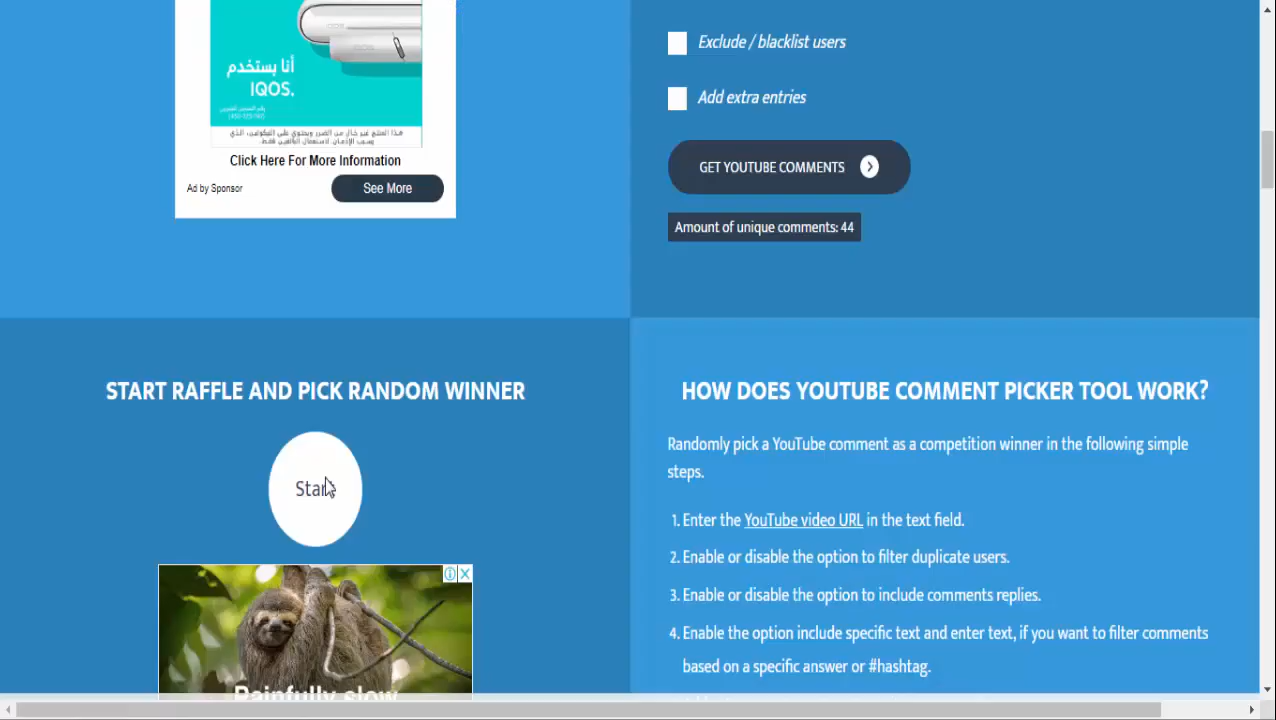 أنا بستخدم
IQOS.
Click Here For More Information
Ad by Sponsor
See More
Exclude / blacklist users
Add extra entries
GET YOUTUBE COMMENTS
Amount of unique comments: 44
START RAFFLE AND PICK RANDOM WINNER
Start
Painfully slow
HOW DOES YOUTUBE COMMENT PICKER TOOL WORK?
Randomly pick a YouTube comment as a competition winner in the following simple
steps.
1. Enter the YouTube video URL in the text field.
2. Enable or disable the option to filter duplicate users.
3. Enable or disable the option to include comments replies.
4. Enable the option include specific text and enter text, if you want to filter comments
based on a specific answer or #hashtag.